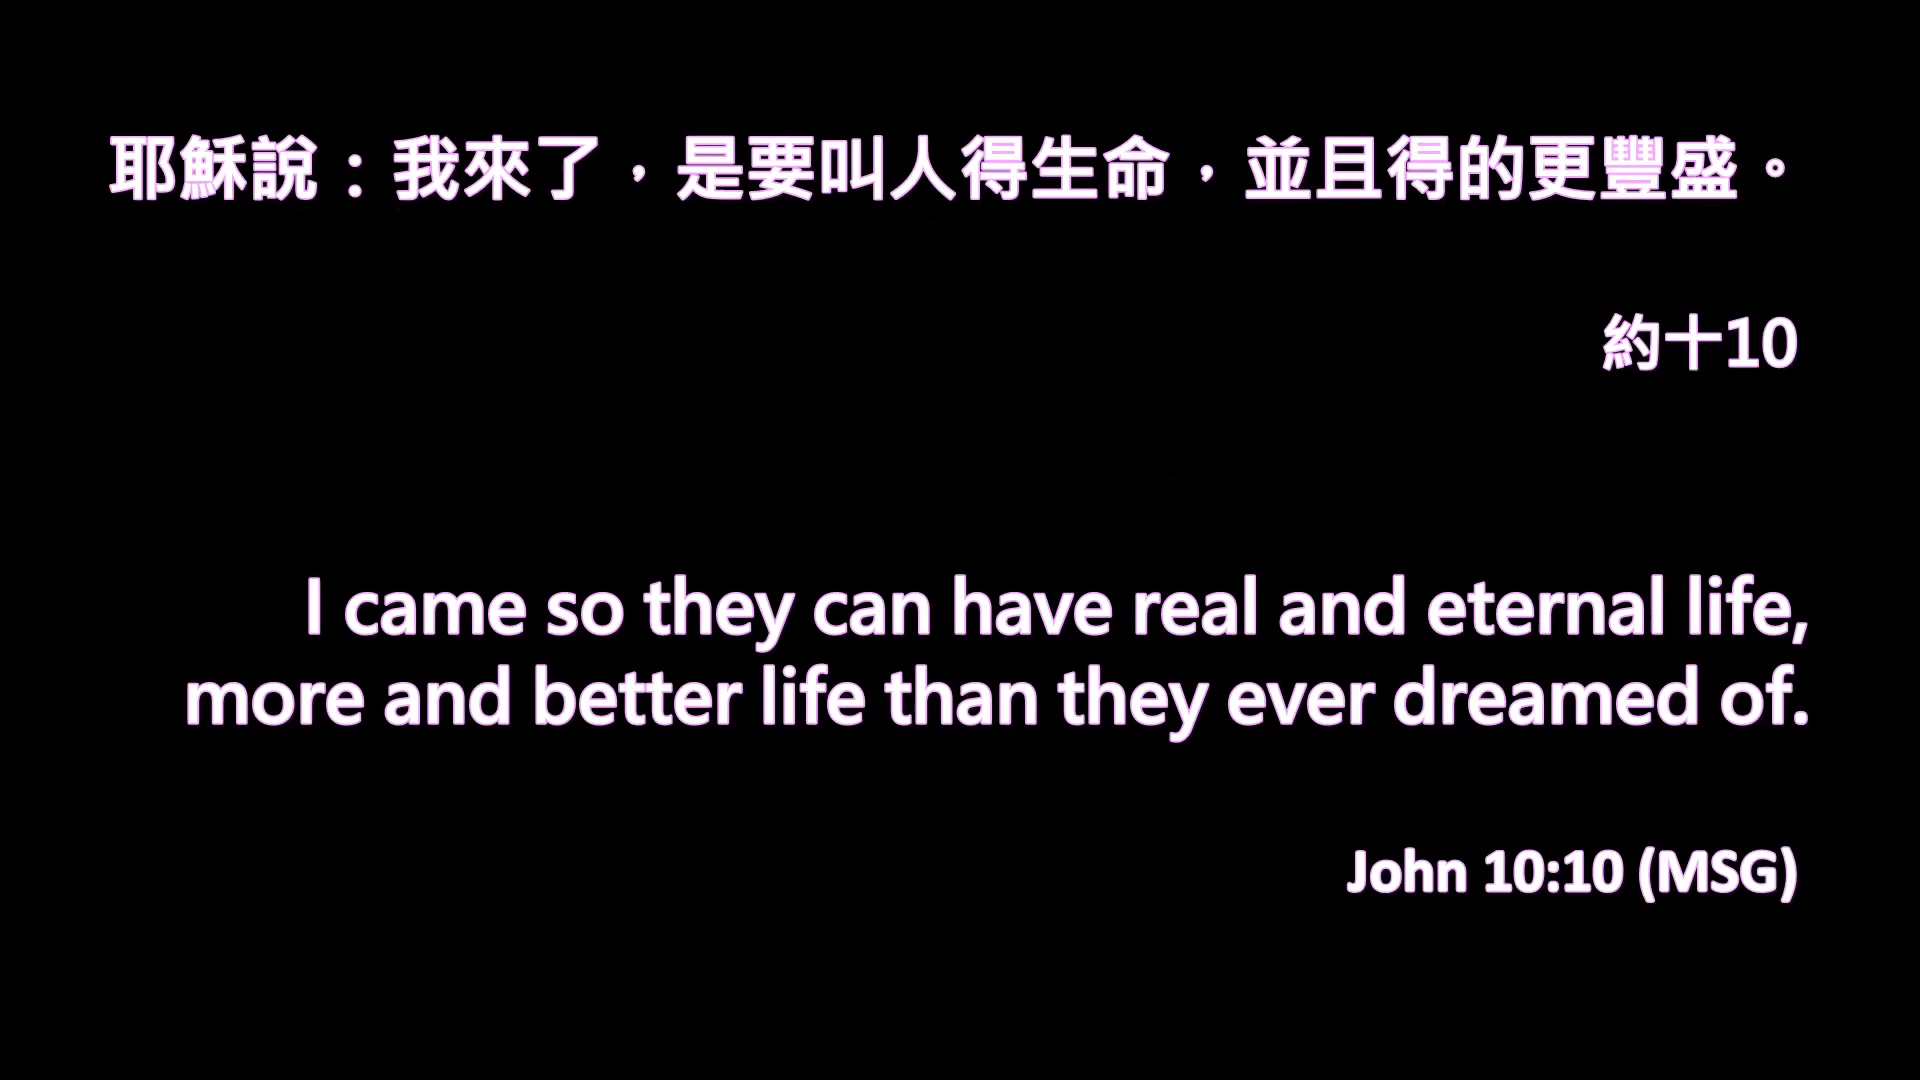 耶穌說：我來了，是要叫人得生命，並且得的更豐盛。
約十10
I came so they can have real and eternal life,
more and better life than they ever dreamed of.
John 10:10 (MSG)